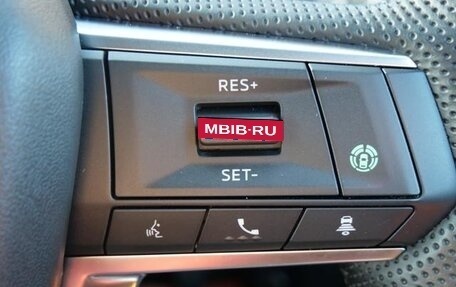 RES+
MBIB-RU
SET-